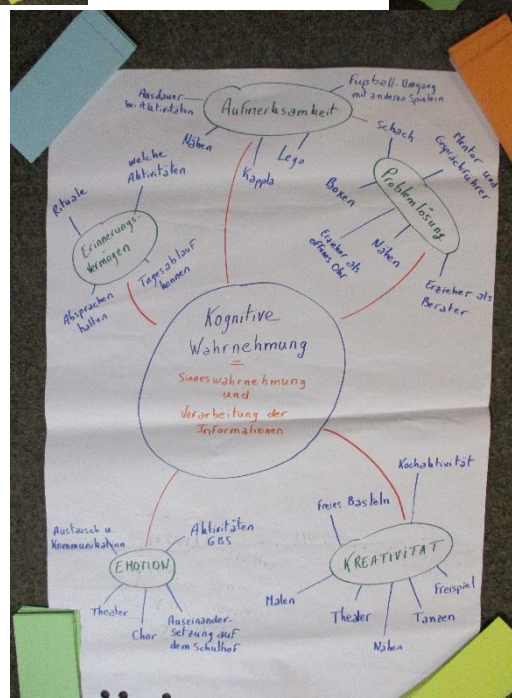 Ausdauer
bei Aktivitäten
Aufmerksamkeit
Fußball-Umgang
mit anderen Spielern
Nähen
Kappla
Lego
Schach
Problemlösung
Mentor und
Gesprächsführer
Boxen
Erzieher als
offenes Ohr
Nähen
Erzieher als
Berater
Rituale
welche
Aktivitäten
Erinnerungs-
vermögen
Absprachen
halten
Tagesablauf
kennen
Kognitive
Wahrnehmung
=
Sinneswahrnehmung
und
Verarbeitung der
Informationen
Austausch u.
Kommunikation
Aktivitäten
GBS
EMOTION
Theater
Chor
Auseinander-
setzung auf
dem Schulhof
Kochaktivität
freies Basteln
KREATIVITÄT
Malen
Theater
Nähen
Tanzen
Freispiel